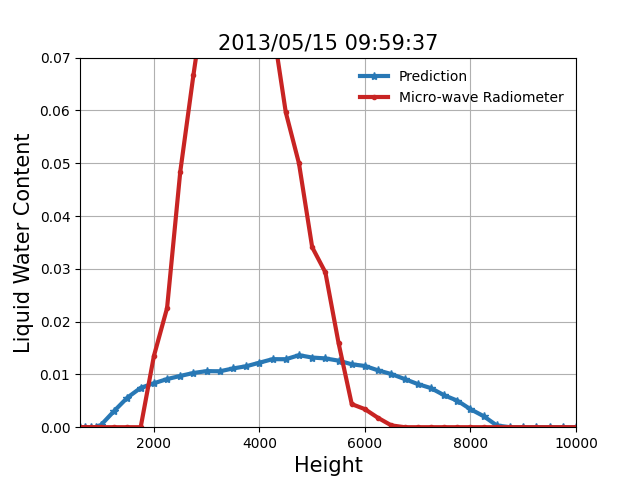 2013/05/15 09:59:37
0.07
0.06
0.05
0.04
0.03
0.02
0.01
0.00
Liquid Water Content
Prediction
Micro-wave Radiometer
2000 4000 6000 8000 10000
Height